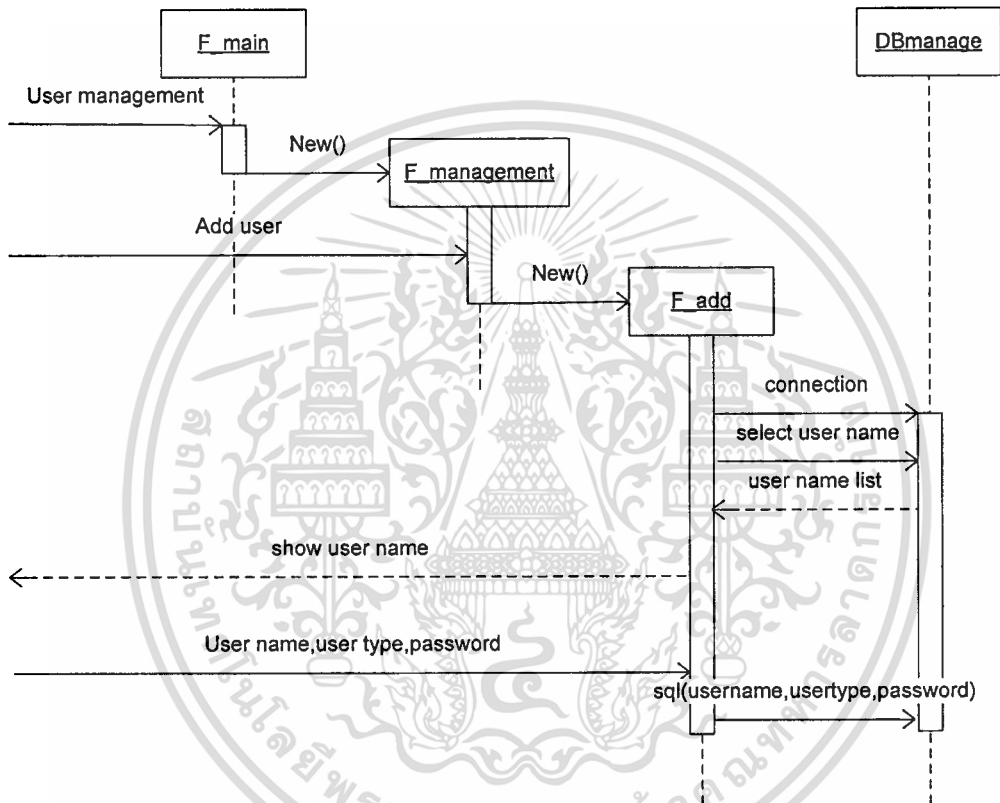 F_main
DBmanage
User management
New()
F_management
Add user
New()
F_add
connection
select user name
user name list
show user name
User name,user type,password
sql(username,usertype,password)